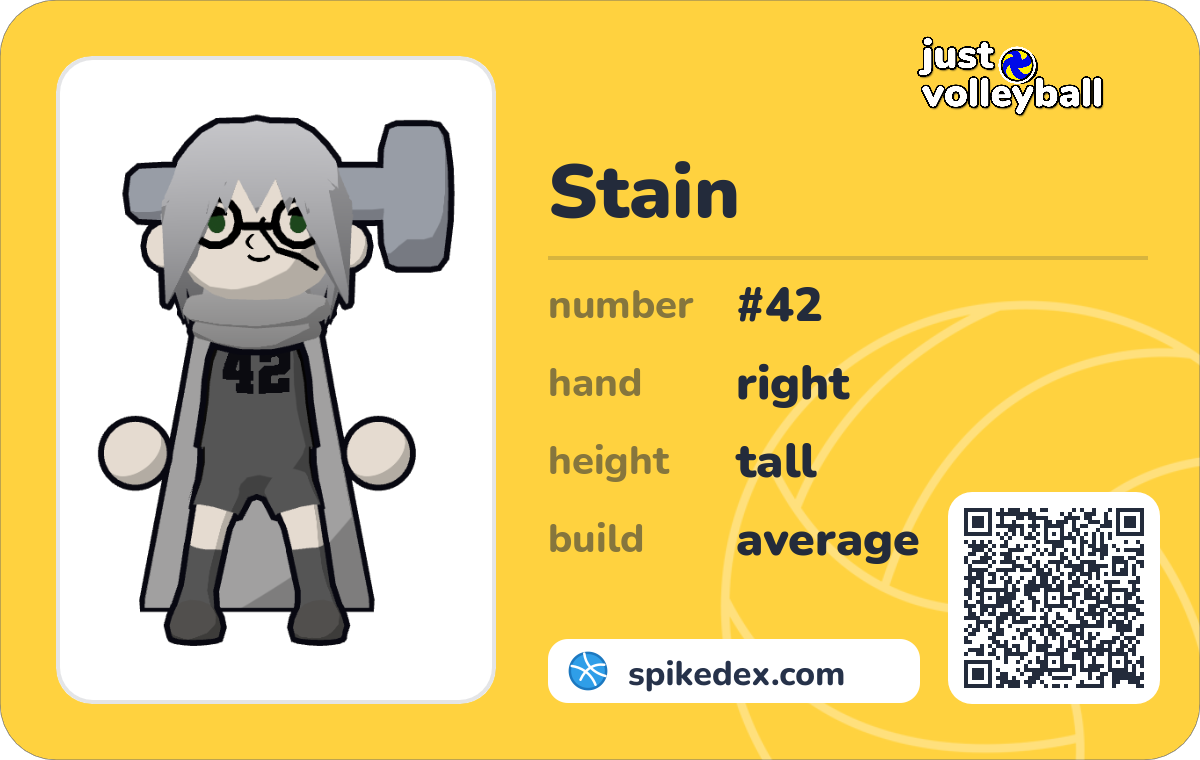 just
volleyball
Stain
number #42
hand right
height tall
build average
42
spikedex.com